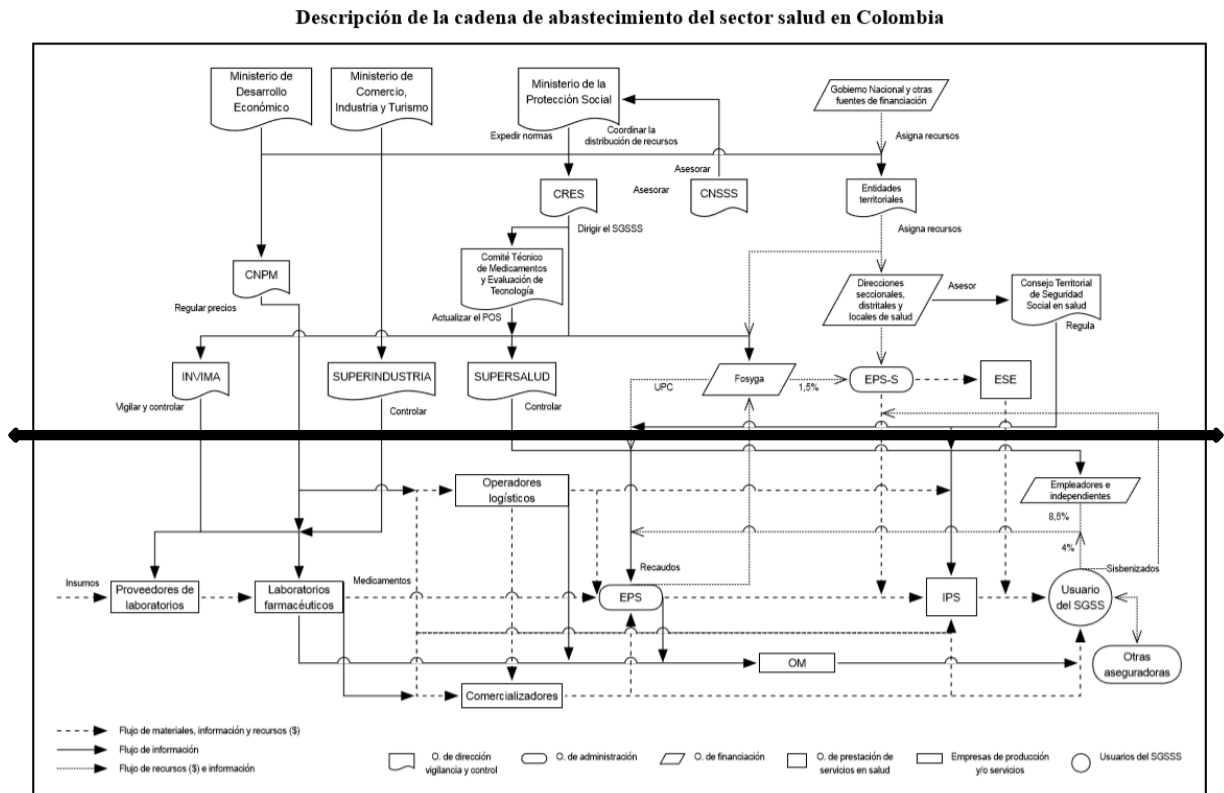 Descripción de la cadena de abastecimiento del sector salud en Colombia
Ministerio de
Desarrollo
Económico
Ministerio de
Comercio,
Industria y Turismo
Ministerio de la
Protección Social
Gobierno Nacional y otras
fuentes de financiación
Expedir normas
Coordinar la
distribución de recursos
Asigna recursos
Asesorar
CRES
Asesorar
CNSSS
Entidades
territoriales
Dirigir el SGSSS
Asigna recursos
CNPM
Comité Técnico
de Medicamentos
y Evaluación de
Tecnología
Direcciones
seccionales,
distritales y
locales de salud
Asesor
Consejo Territorial
de Seguridad
Social en salud
Regular precios
Actualizar el POS
Regula
INVIMA
SUPERINDUSTRIA
SUPERSALUD
UPC
Fosyga
1,5%
EPS-S
ESE
Vigilar y controlar
Controlar
Controlar
Operadores
logísticos
Empleadores e
independientes
8,5%
4%
Insumos
Proveedores de
laboratorios
Laboratorios
farmacéuticos
Medicamentos
Recaudos
EPS
IPS
Sisbenizados
Usuario
del SGSS
OM
Otras
aseguradoras
Comercializadores
Flujo de materiales, información y recursos ($)
Flujo de información
Flujo de recursos ($) e información
O. de dirección
vigilancia y control
O. de administración
O. de financiación
O. de prestación de
servicios en salud
Empresas de producción
y/o servicios
Usuarios del SGSSS